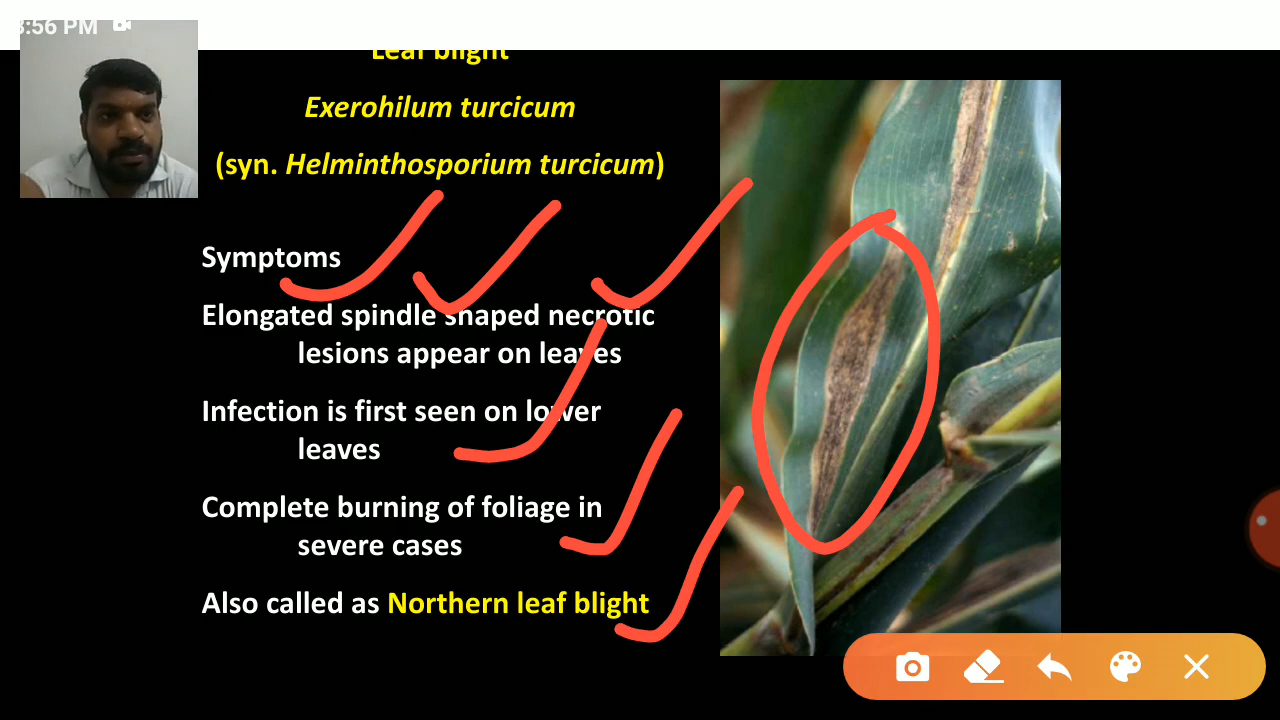 3:56 PM
Leaf blight
Exerohilum turcicum
(syn. Helminthosporium turcicum)
Symptoms
Elongated spindle shaped necrotic
lesions appear on leaves
Infection is first seen on lower
leaves
Complete burning of foliage in
severe cases
Also called as Northern leaf blight